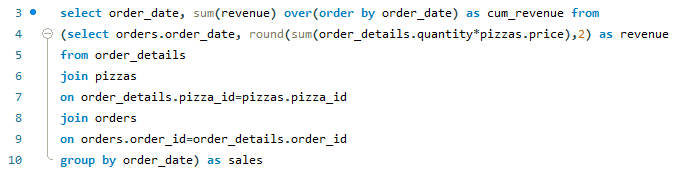 3 select order_date, sum(revenue) over(order by order_date) as cum_revenue from
4 (select orders.order_date, round(sum(order_details.quantity*pizzas.price),2) as revenue
5 from order_details
6 join pizzas
7 on order_details.pizza_id=pizzas.pizza_id
8 join orders
9 on orders.order_id=order_details.order_id
10 group by order_date) as sales